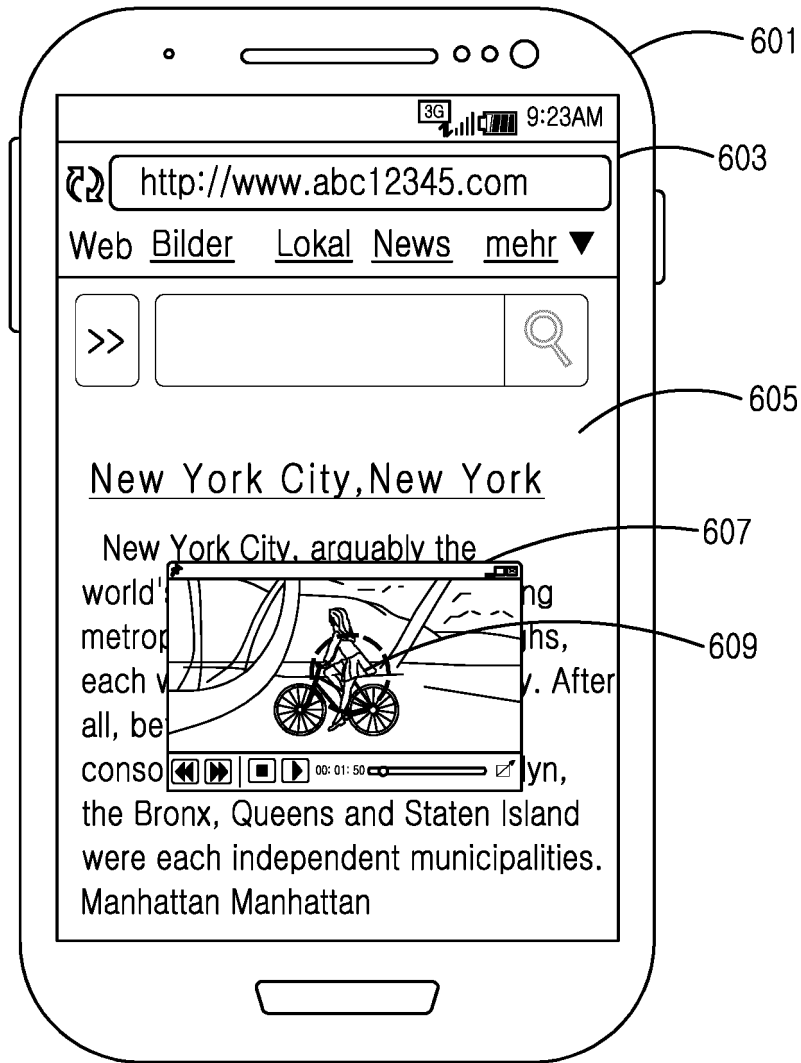 601
3G 9:23AM
603
http://www.abc12345.com
Web Bilder Lokal News mehr ▼
>>
605
New York City,New York
607
New York City, arguably the
world's ng
metrop ghs,
609
each w y. After
all, be
conso lyn,
00: 01: 50
the Bronx, Queens and Staten Island
were each independent municipalities.
Manhattan Manhattan